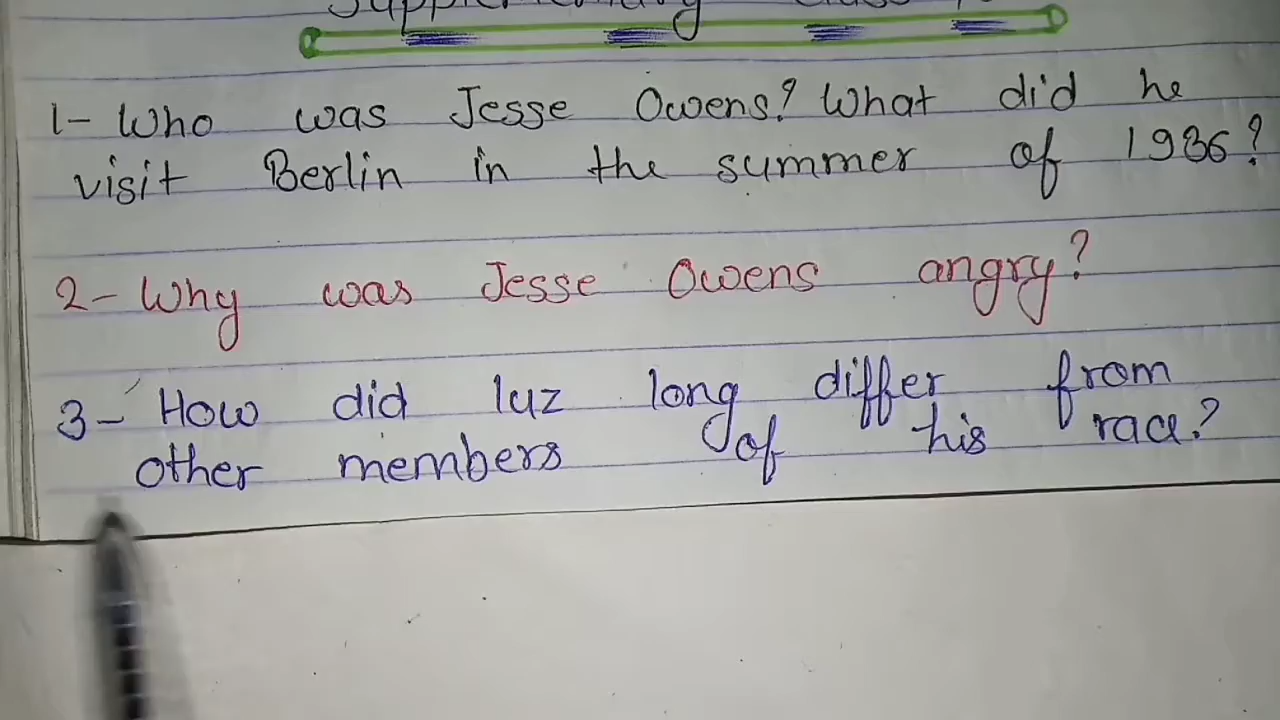 Supplementary
1- Who was Jesse Owens? What did he
visit Berlin in the summer of 1936?
2- Why was Jesse Owens angry?
3- How did luz long differ from
other members of his race?